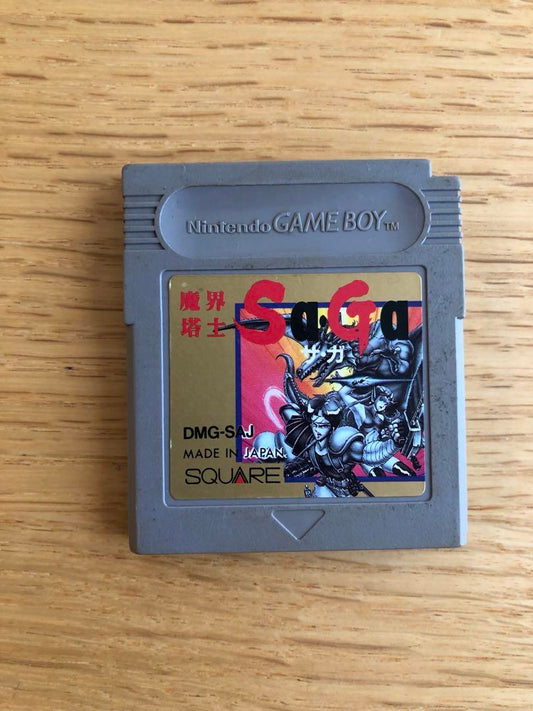 Nintendo GAME BOY™
魔界
塔士 SaGa
サ・ガ
DMG-SAJ
MADE IN JAPAN
SQUARE